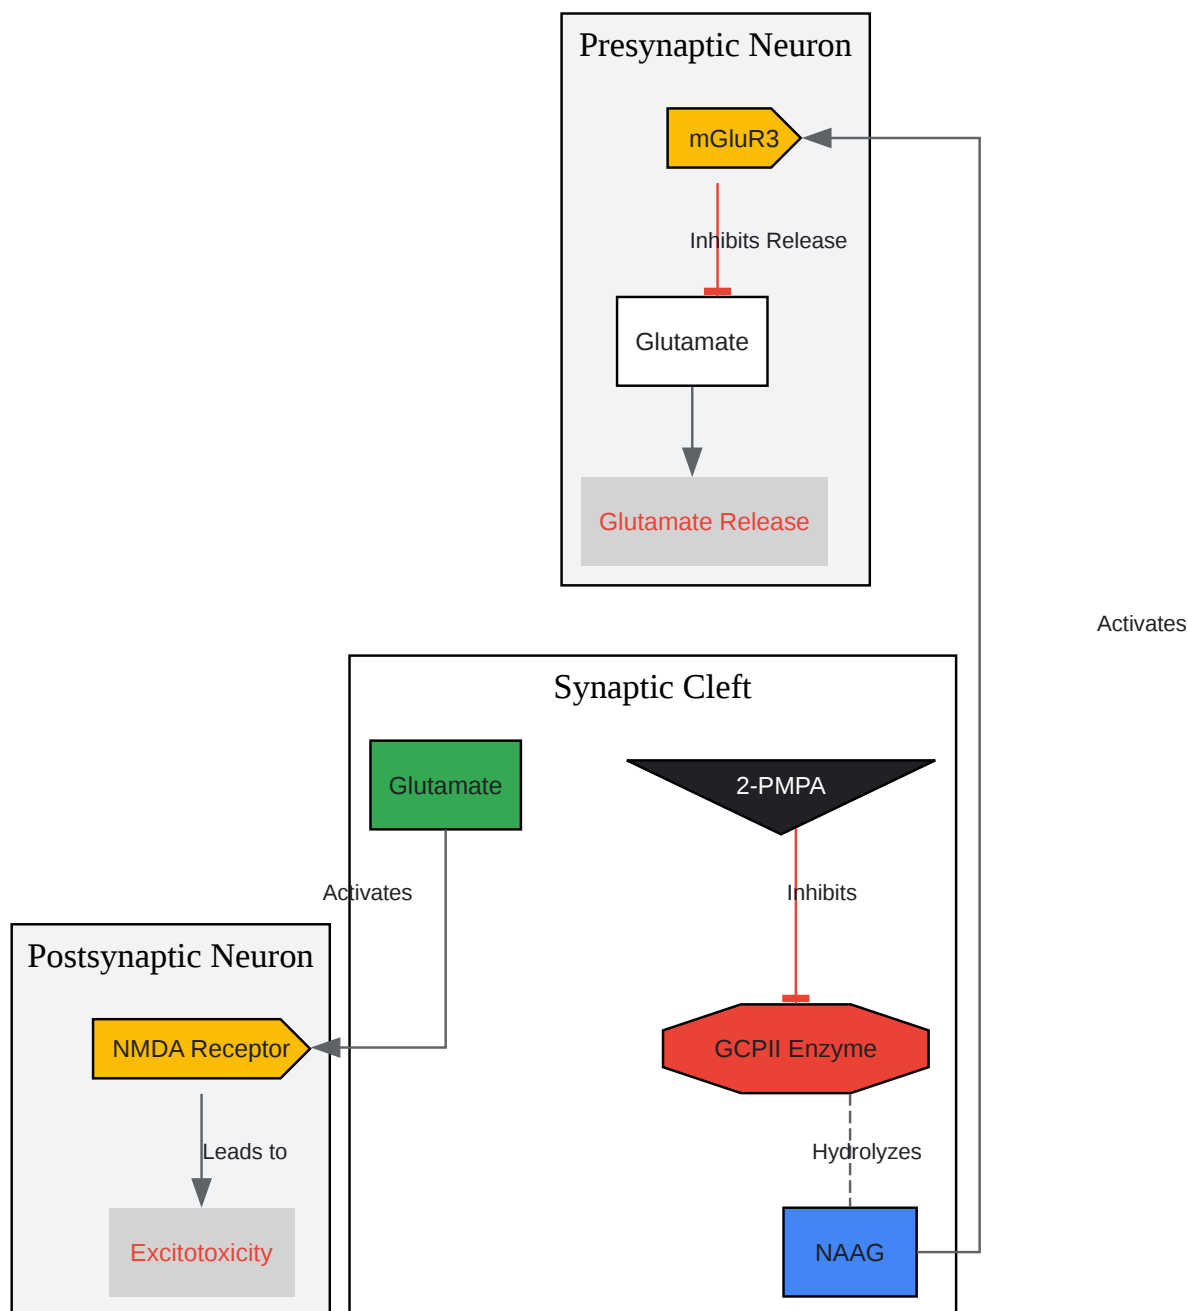 Presynaptic Neuron
mGluR3
Inhibits Release
Glutamate
Glutamate Release
Activates
Synaptic Cleft
Glutamate
2-PMPA
Activates
Inhibits
Postsynaptic Neuron
NMDA Receptor
GCPII Enzyme
Leads to
Hydrolyzes
Excitotoxicity
NAAG